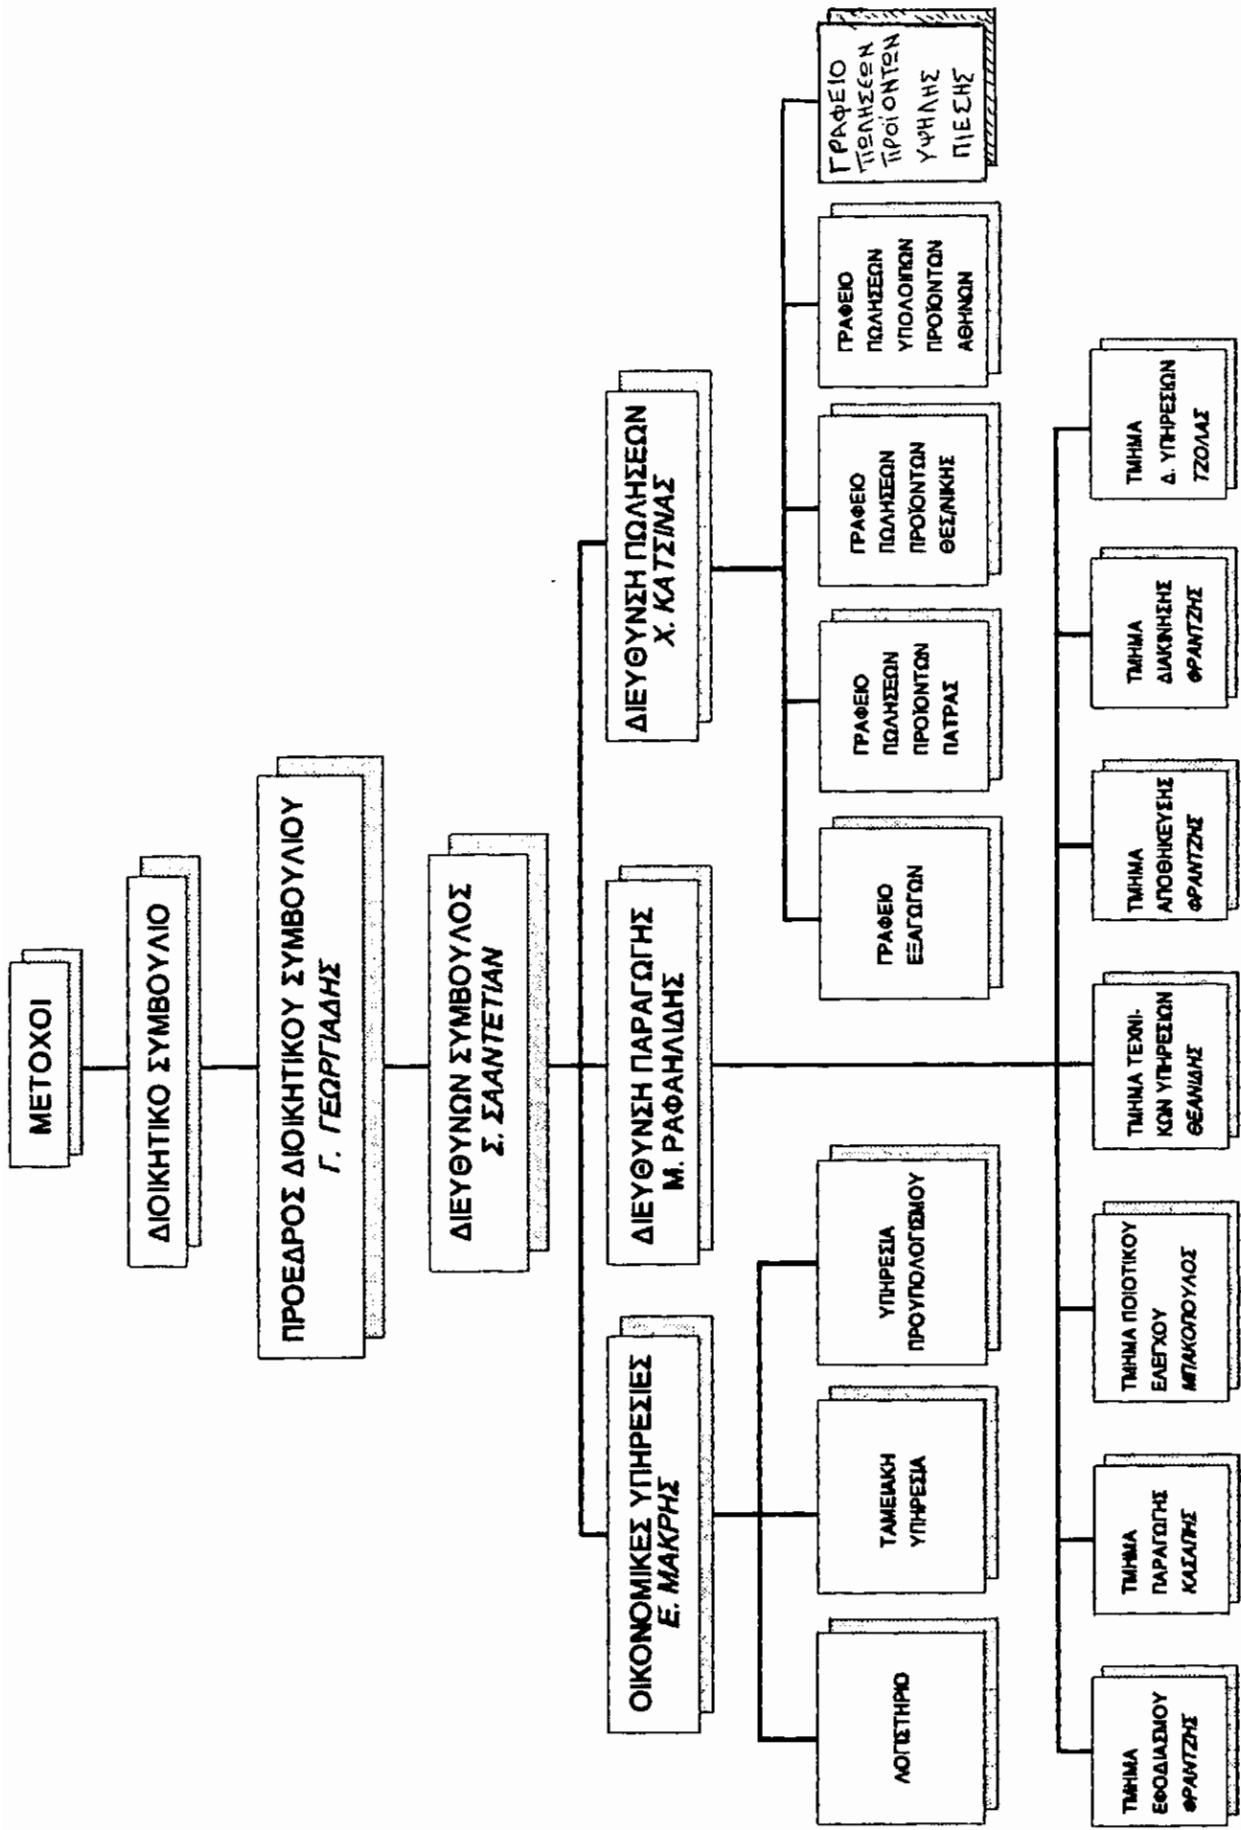 ΜΕΤΟΧΟΙ
ΔΙΟΙΚΗΤΙΚΟ ΣΥΜΒΟΥΛΙΟ
ΠΡΟΕΔΡΟΣ ΔΙΟΙΚΗΤΙΚΟΥ ΣΥΜΒΟΥΛΙΟΥ
Γ. ΓΕΩΡΓΙΑΔΗΣ
ΔΙΕΥΘΥΝΩΝ ΣΥΜΒΟΥΛΟΣ
Σ. ΣΑΑΝΤΕΤΙΑΝ
ΟΙΚΟΝΟΜΙΚΕΣ ΥΠΗΡΕΣΙΕΣ
Ε. ΜΑΚΡΗΣ
ΔΙΕΥΘΥΝΣΗ ΠΑΡΑΓΩΓΗΣ
Μ. ΡΑΦΑΗΛΙΔΗΣ
ΔΙΕΥΘΥΝΣΗ ΠΩΛΗΣΕΩΝ
Χ. ΚΑΤΣΙΝΑΣ
ΛΟΓΙΣΤΗΡΙΟ
ΤΑΜΕΙΑΚΗ
ΥΠΗΡΕΣΙΑ
ΥΠΗΡΕΣΙΑ
ΠΡΟΥΠΟΛΟΓΙΣΜΟΥ
ΓΡΑΦΕΙΟ
ΕΞΑΓΩΓΩΝ
ΓΡΑΦΕΙΟ
ΠΩΛΗΣΕΩΝ
ΠΡΟΪΟΝΤΩΝ
ΠΑΤΡΑΣ
ΓΡΑΦΕΙΟ
ΠΩΛΗΣΕΩΝ
ΠΡΟΪΟΝΤΩΝ
ΘΕΣ/ΝΙΚΗΣ
ΓΡΑΦΕΙΟ
ΠΩΛΗΣΕΩΝ
ΥΠΟΛΟΙΠΩΝ
ΠΡΟΪΟΝΤΩΝ
ΑΘΗΝΩΝ
ΓΡΑΦΕΙΟ
ΠΩΛΗΣΕΩΝ
ΠΡΟΪΟΝΤΩΝ
ΥΨΗΛΗΣ
ΠΙΕΣΗΣ
ΤΜΗΜΑ
ΕΦΟΔΙΑΣΜΟΥ
ΦΡΑΝΤΖΗΣ
ΤΜΗΜΑ
ΠΑΡΑΓΩΓΗΣ
ΚΑΣΑΠΗΣ
ΤΜΗΜΑ ΠΟΙΟΤΙΚΟΥ
ΕΛΕΓΧΟΥ
ΜΠΑΚΟΠΟΥΛΟΣ
ΤΜΗΜΑ ΤΕΧΝΙ-
ΚΩΝ ΥΠΗΡΕΣΙΩΝ
ΘΕΑΝΙΔΗΣ
ΤΜΗΜΑ
ΑΠΟΘΗΚΕΥΣΗΣ
ΦΡΑΝΤΖΗΣ
ΤΜΗΜΑ
ΔΙΑΚΙΝΗΣΗΣ
ΦΡΑΝΤΖΗΣ
ΤΜΗΜΑ
Δ. ΥΠΗΡΕΣΙΩΝ
ΤΖΟΛΑΣ